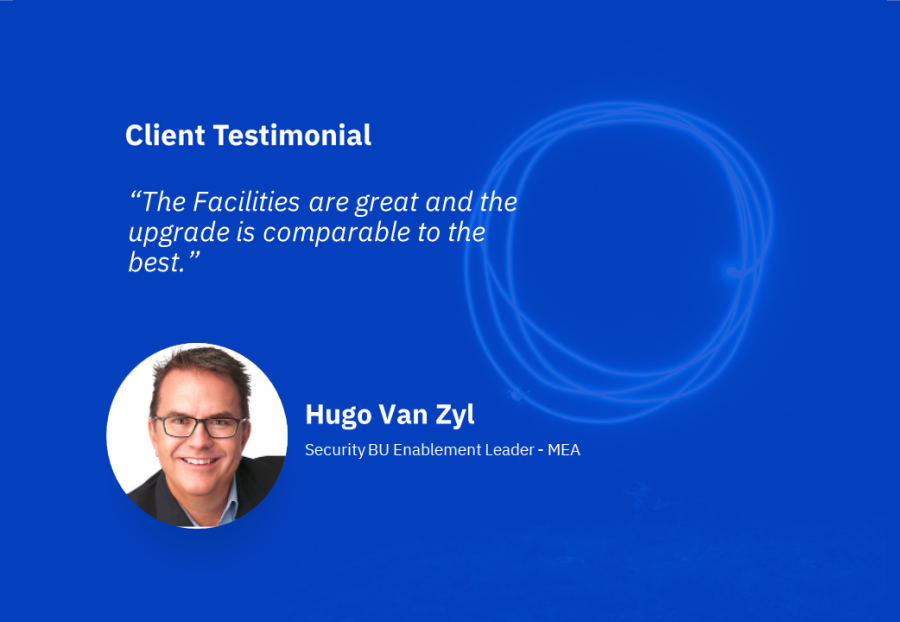 Client Testimonial
“The Facilities are great and the
upgrade is comparable to the
best.”
Hugo Van Zyl
Security BU Enablement Leader - MEA